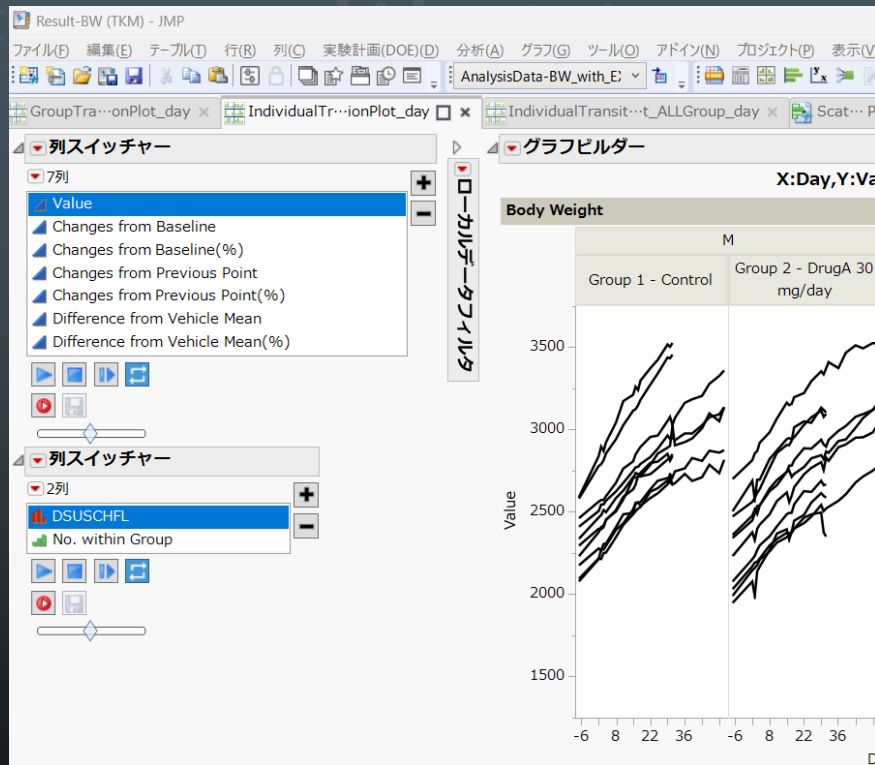 Result-BW (TKM) - JMP
ファイル(F) 編集(E) テーブル(T) 行(R) 列(C) 実験計画(DOE)(D) 分析(A) グラフ(G) ツール(O) アドイン(N) プロジェクト(P) 表示(V
AnalysisData-BW_with_E
GroupTra···onPlot_day
IndividualTr···ionPlot_day
IndividualTransit···t_ALLGroup_day
Scat··· P
列スイッチャー
7列
Value
Changes from Baseline
Changes from Baseline(%)
Changes from Previous Point
Changes from Previous Point(%)
Difference from Vehicle Mean
Difference from Vehicle Mean(%)
列スイッチャー
2列
DSUSCHFL
No. within Group
ローカルデータフィルタ
グラフビルダー
X:Day,Y:Va
Body Weight
M
Group 1 - Control
Group 2 - DrugA 30
mg/day
Value
3500
3000
2500
2000
1500
-6 8 22 36 -6 8 22 36
D